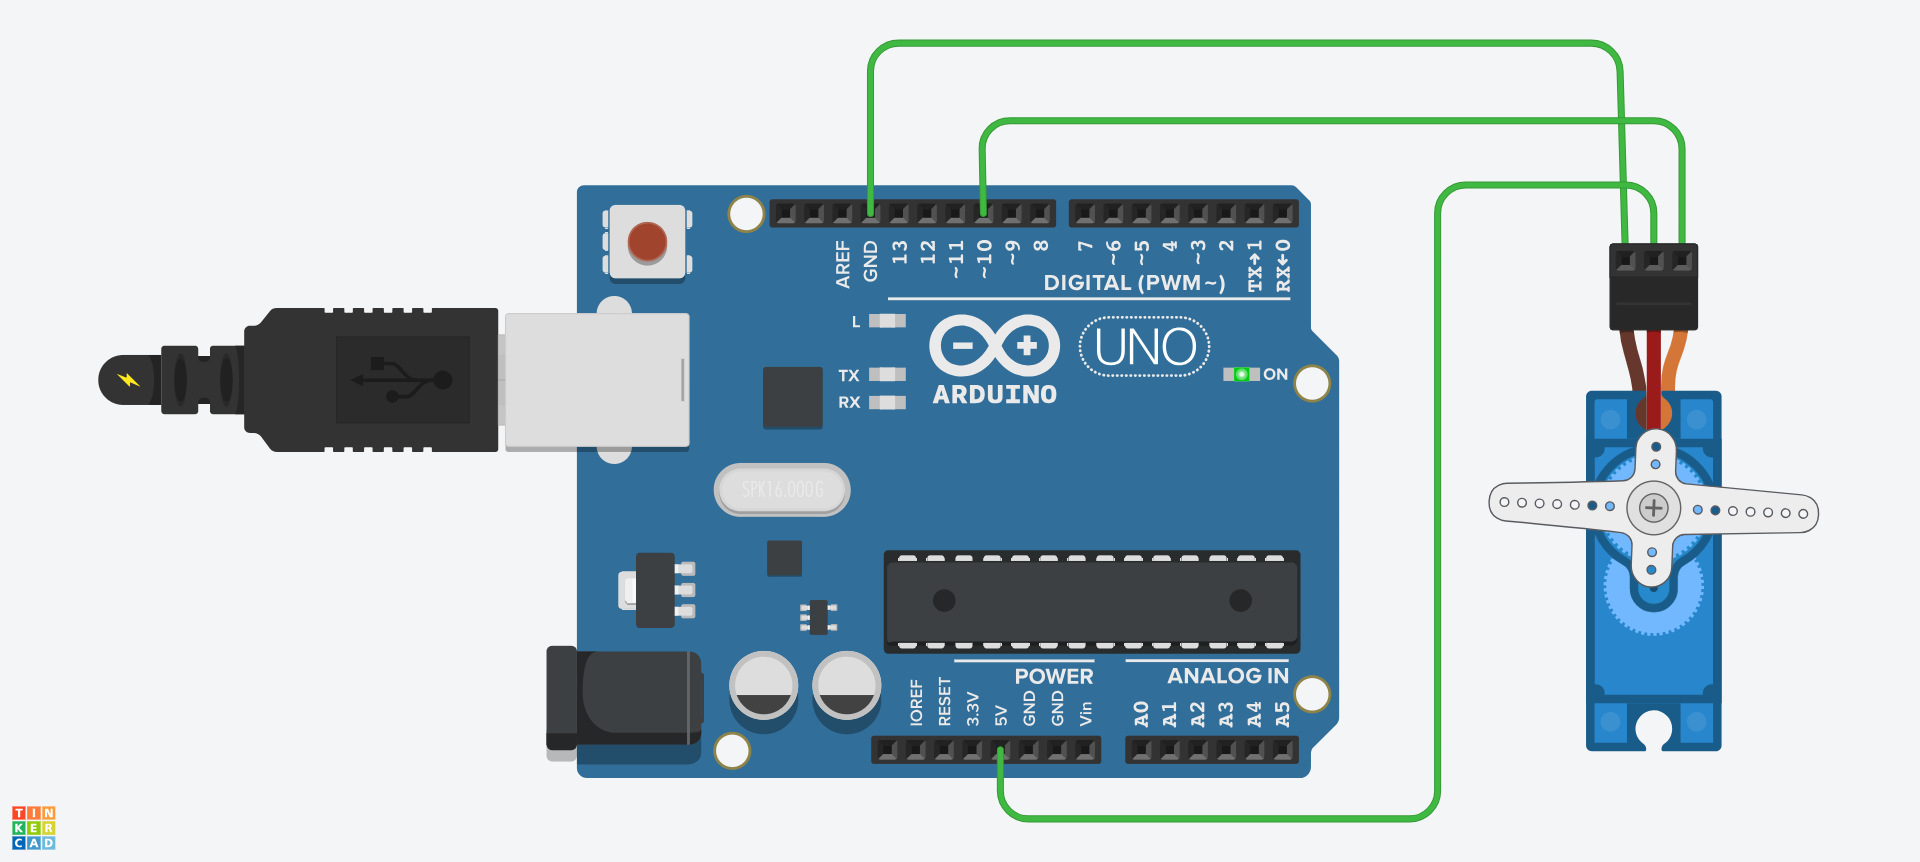 AREF
GND
13
12
~11
~10
~9
8
7
~6
~5
4
~3
2
TX→1
RX←0
DIGITAL (PWM~)
L
TX
RX
ARDUINO
UNO
ON
SPK16.000G
POWER
ANALOG IN
IOREF
RESET
3.3V
5V
GND
GND
Vin
A0
A1
A2
A3
A4
A5
TIN
KER
CAD